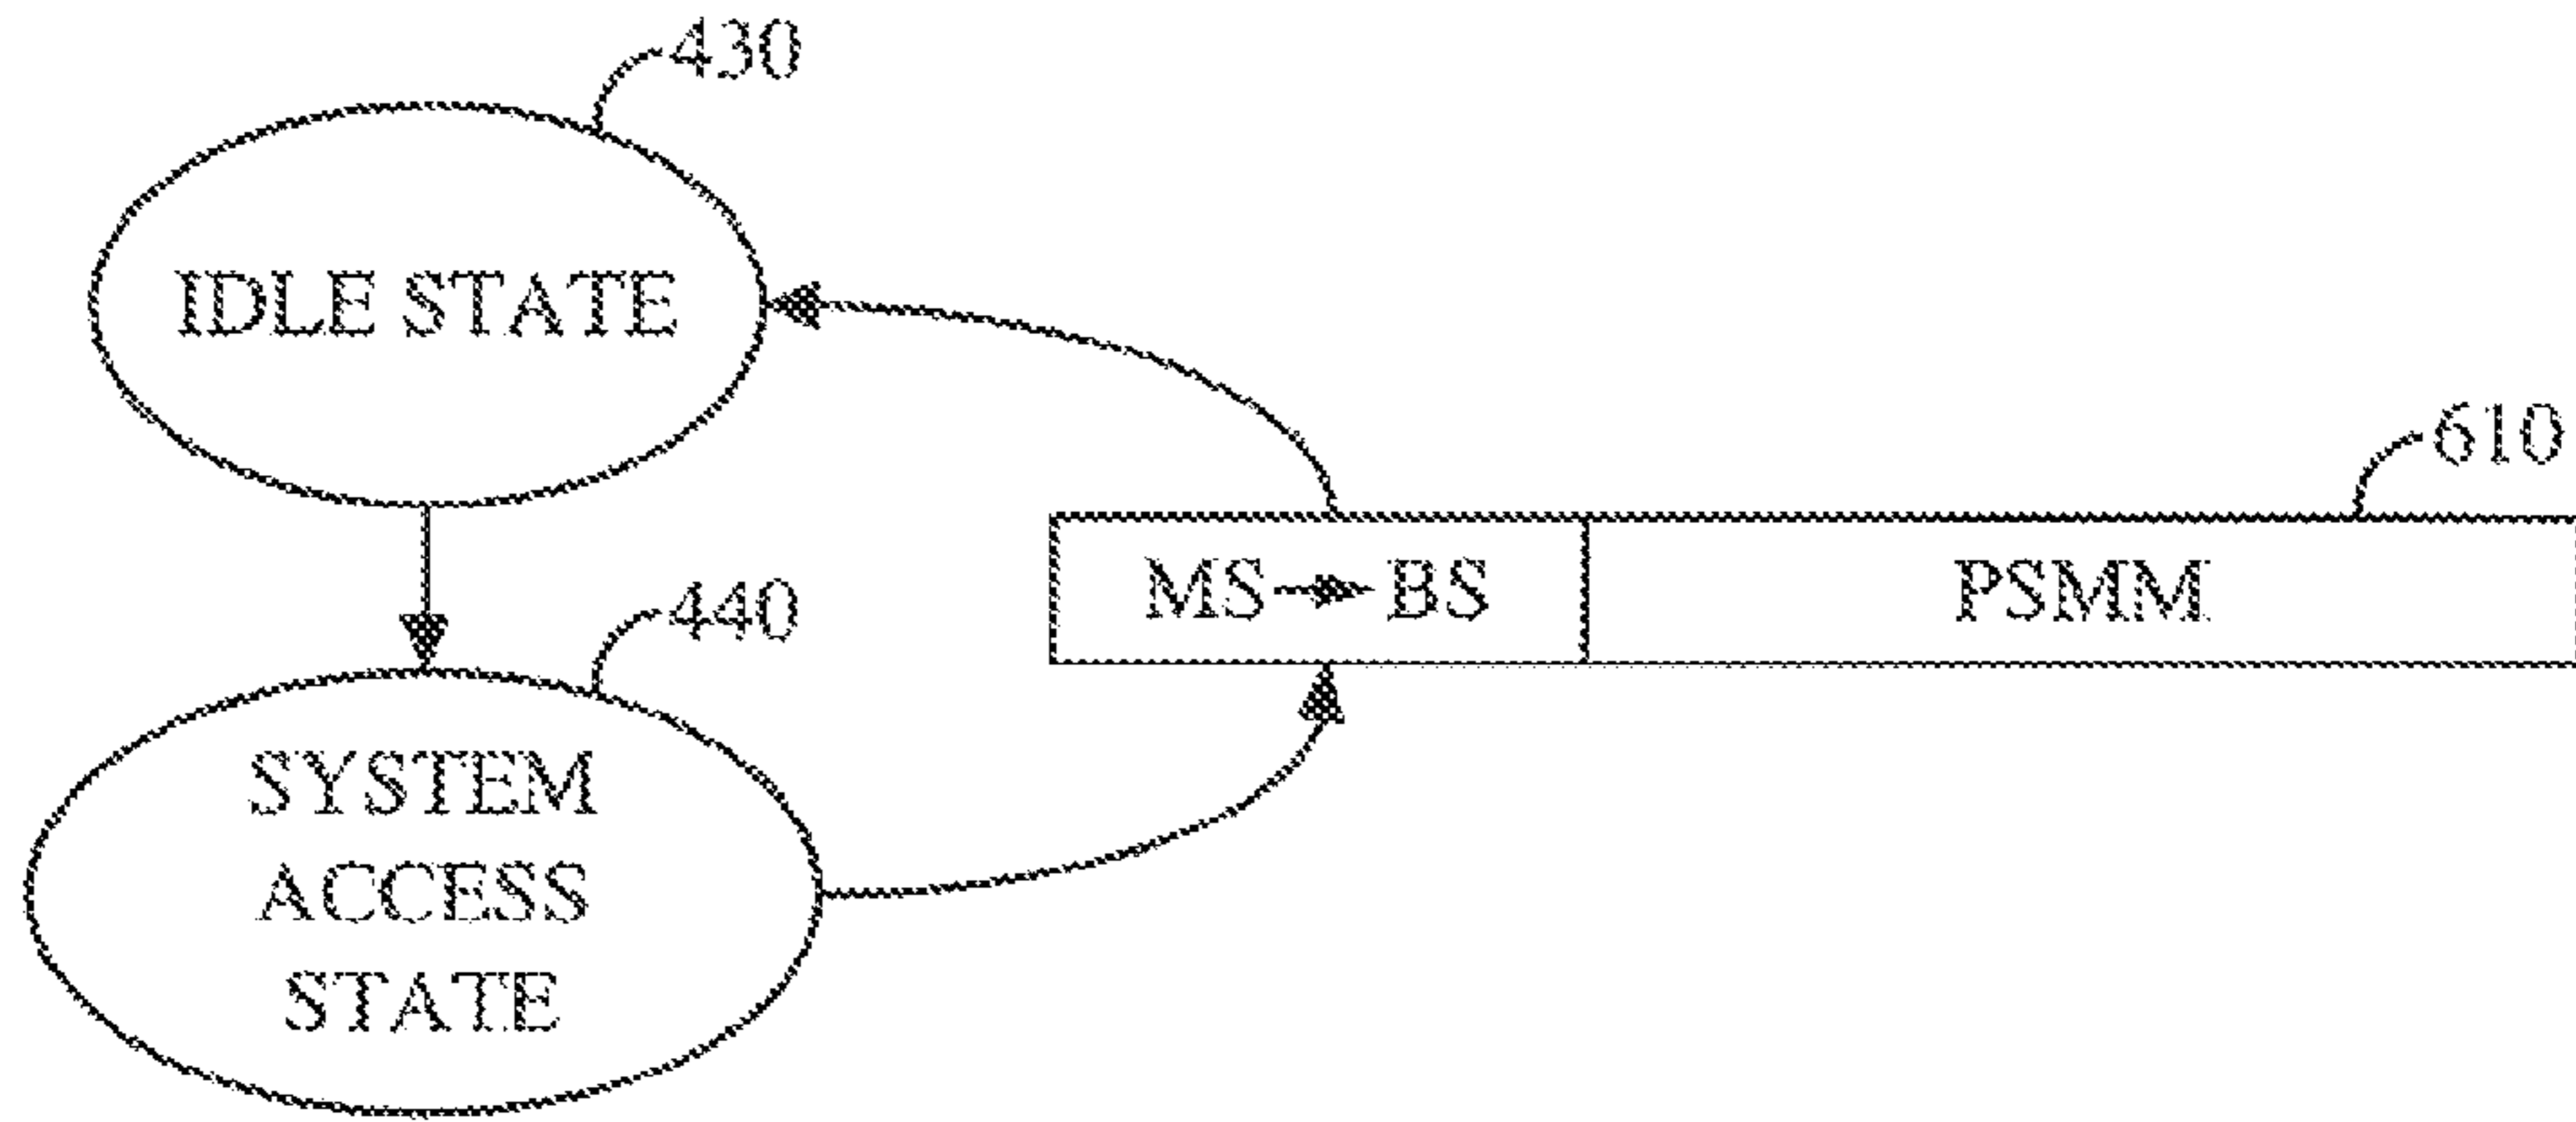 430
IDLE STATE
610
MS→BS PSMM
440
SYSTEM
ACCESS
STATE